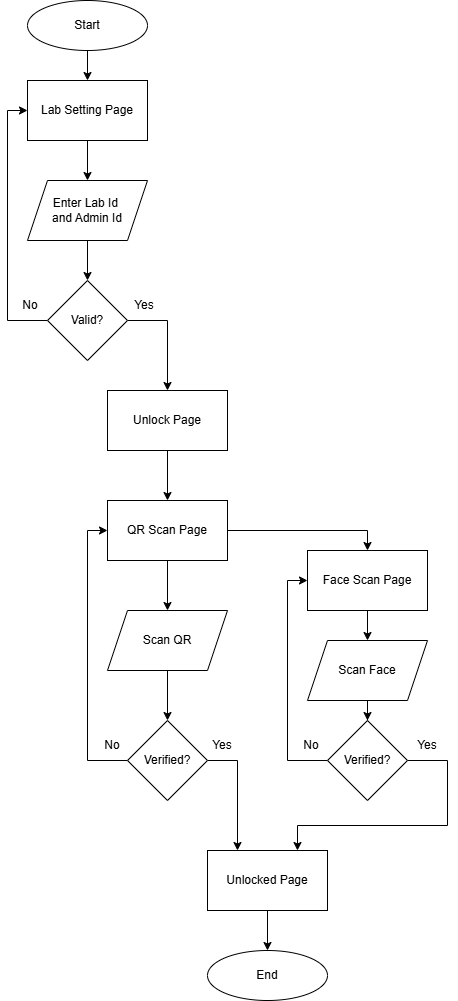 Start
Lab Setting Page
Enter Lab Id
and Admin Id
No
Yes
Valid?
Unlock Page
QR Scan Page
Face Scan Page
Scan QR
Scan Face
No
Yes
No
Yes
Verified?
Verified?
Unlocked Page
End